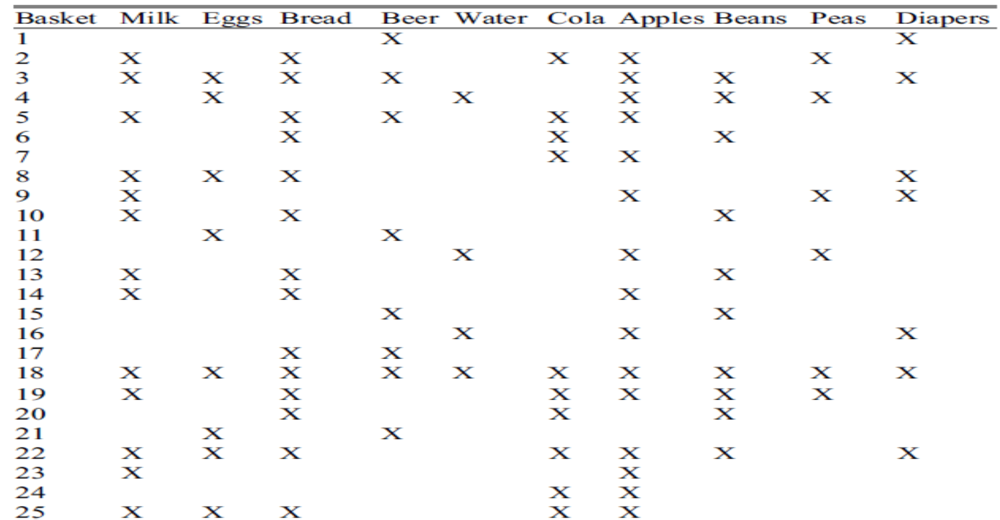 Basket Milk Eggs Bread Beer Water Cola Apples Beans Peas Diapers
1 X X
2 X X X X X
3 X X X X X X X
4 X X X X X
5 X X X X X
6 X X X
7 X X
8 X X X X
9 X X X X
10 X X X
11 X X
12 X X X
13 X X X
14 X X X
15 X X
16 X X X
17 X X
18 X X X X X X X X X X
19 X X X X X X
20 X X X
21 X X
22 X X X X X X X
23 X X
24 X X
25 X X X X X